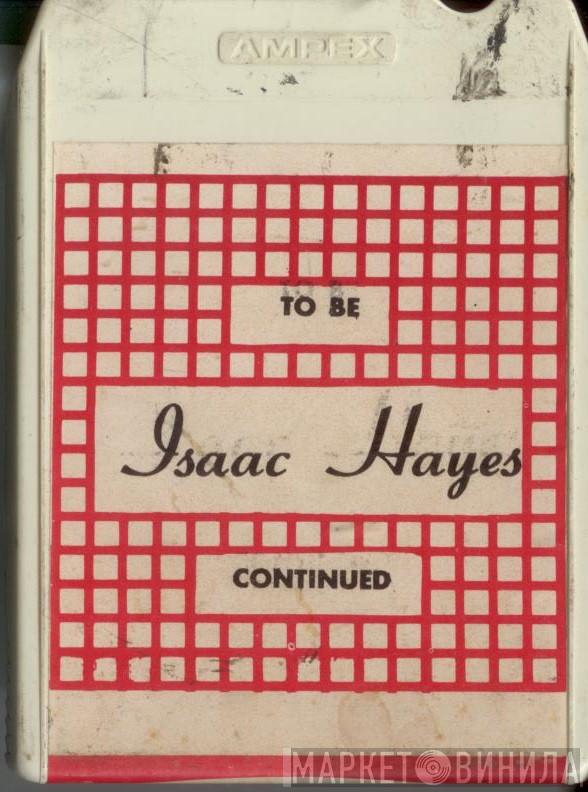 AMPEX
TO BE
Isaac Hayes
CONTINUED
МАРКЕТ ВИНИЛА